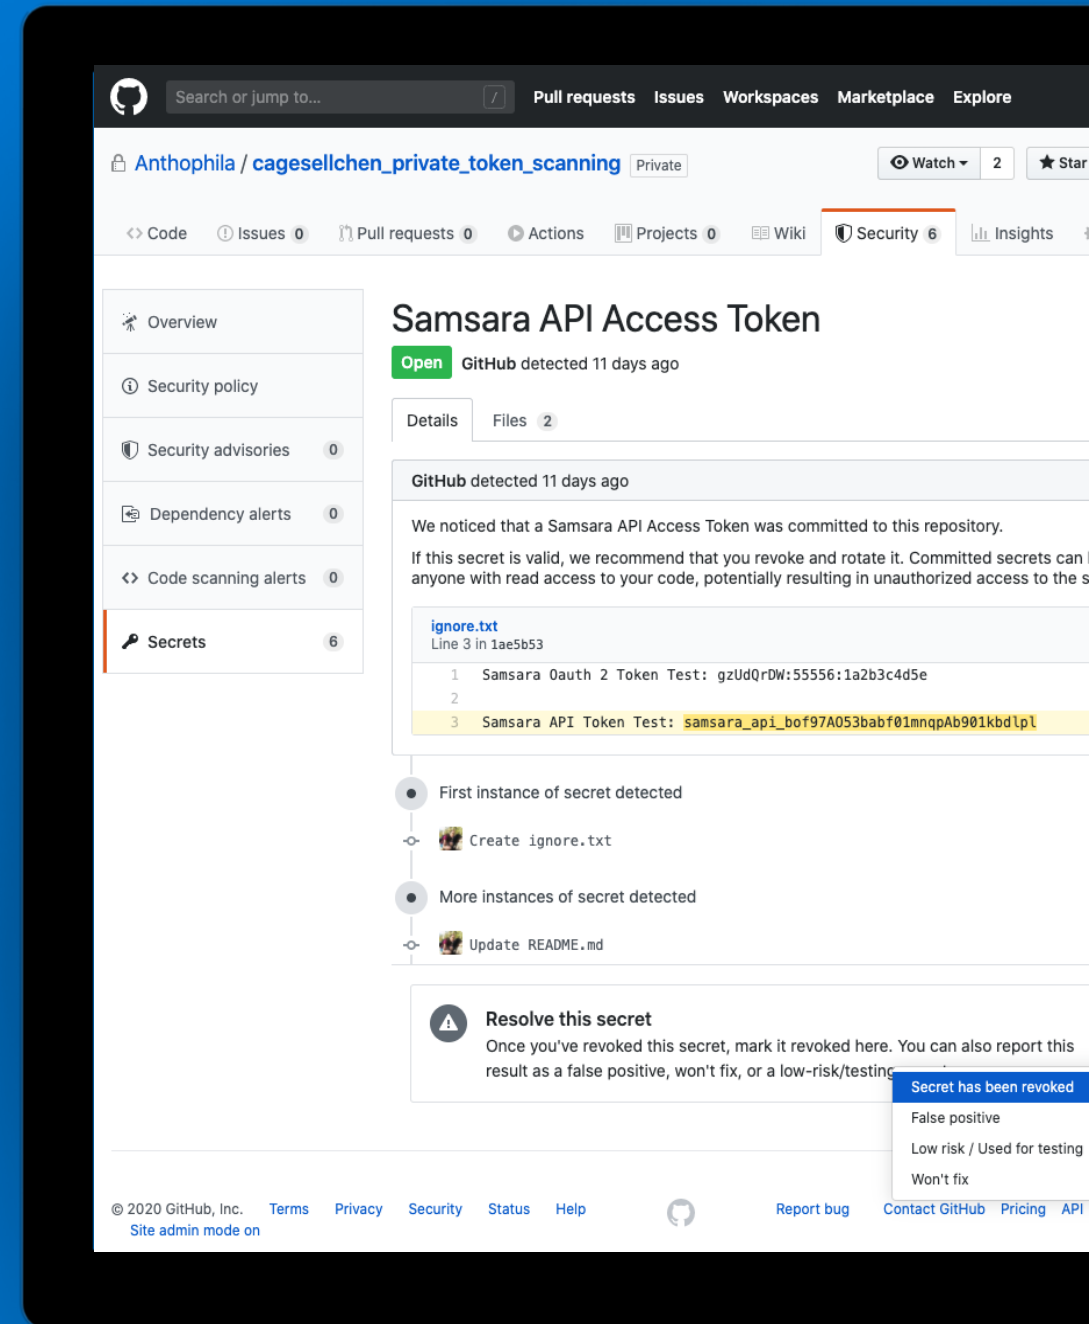 Search or jump to... / Pull requests Issues Workspaces Marketplace Explore
Anthophila / cagesellchen_private_token_scanning Private Watch 2 Star
Code Issues 0 Pull requests 0 Actions Projects 0 Wiki Security 6 Insights
Overview
Security policy
Security advisories 0
Dependency alerts 0
Code scanning alerts 0
Secrets 6
Samsara API Access Token
Open GitHub detected 11 days ago
Details Files 2
GitHub detected 11 days ago
We noticed that a Samsara API Access Token was committed to this repository.
If this secret is valid, we recommend that you revoke and rotate it. Committed secrets can
anyone with read access to your code, potentially resulting in unauthorized access to the s
ignore.txt
Line 3 in 1ae5b53
1 Samsara Oauth 2 Token Test: gzUdQrDW:55556:1a2b3c4d5e
2
3 Samsara API Token Test: samsara_api_bof97AO53babf01mnqpAb901kbdlpl
First instance of secret detected
Create ignore.txt
More instances of secret detected
Update README.md
Resolve this secret
Once you've revoked this secret, mark it revoked here. You can also report this
result as a false positive, won't fix, or a low-risk/testing
Secret has been revoked
False positive
Low risk / Used for testing
Won't fix
© 2020 GitHub, Inc. Terms Privacy Security Status Help Report bug Contact GitHub Pricing API
Site admin mode on